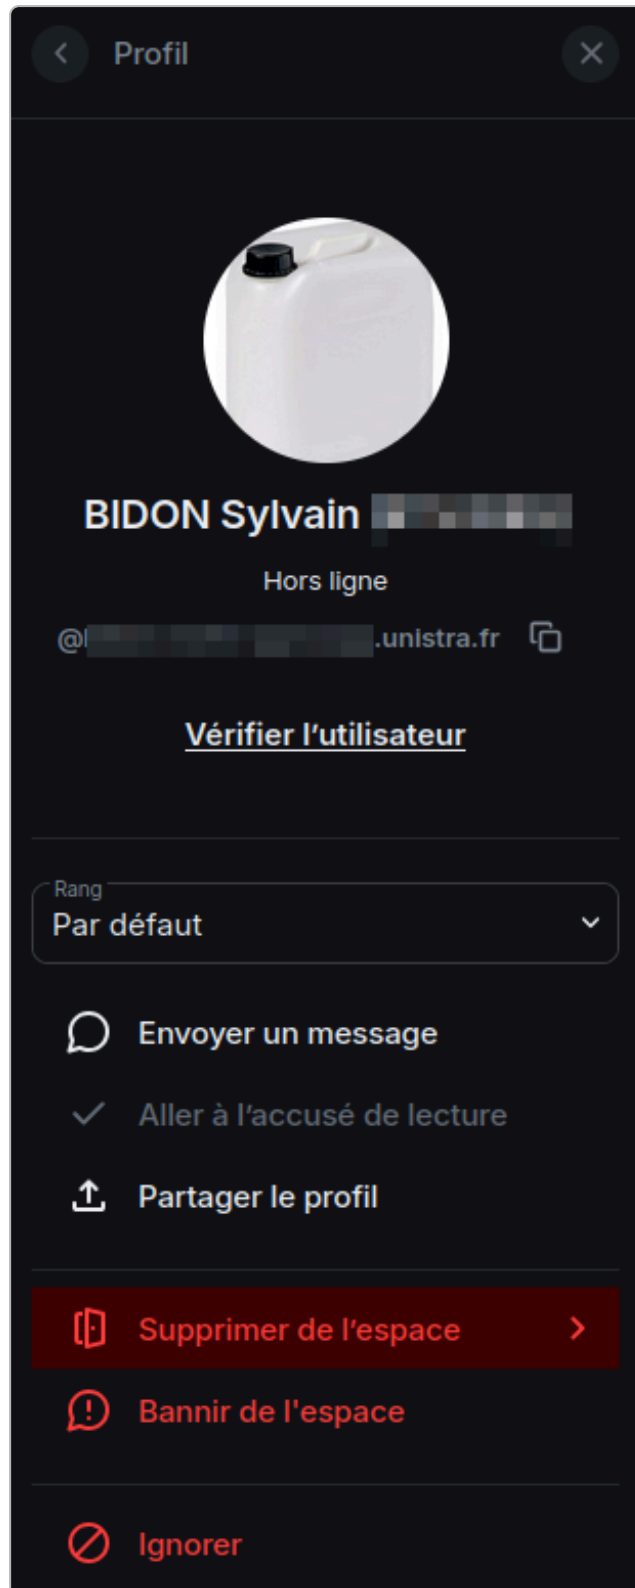 Profil
BIDON Sylvain
Hors ligne
@ .unistra.fr
Vérifier l’utilisateur
Rang
Par défaut
Envoyer un message
Aller à l’accusé de lecture
Partager le profil
Supprimer de l’espace
Bannir de l'espace
Ignorer